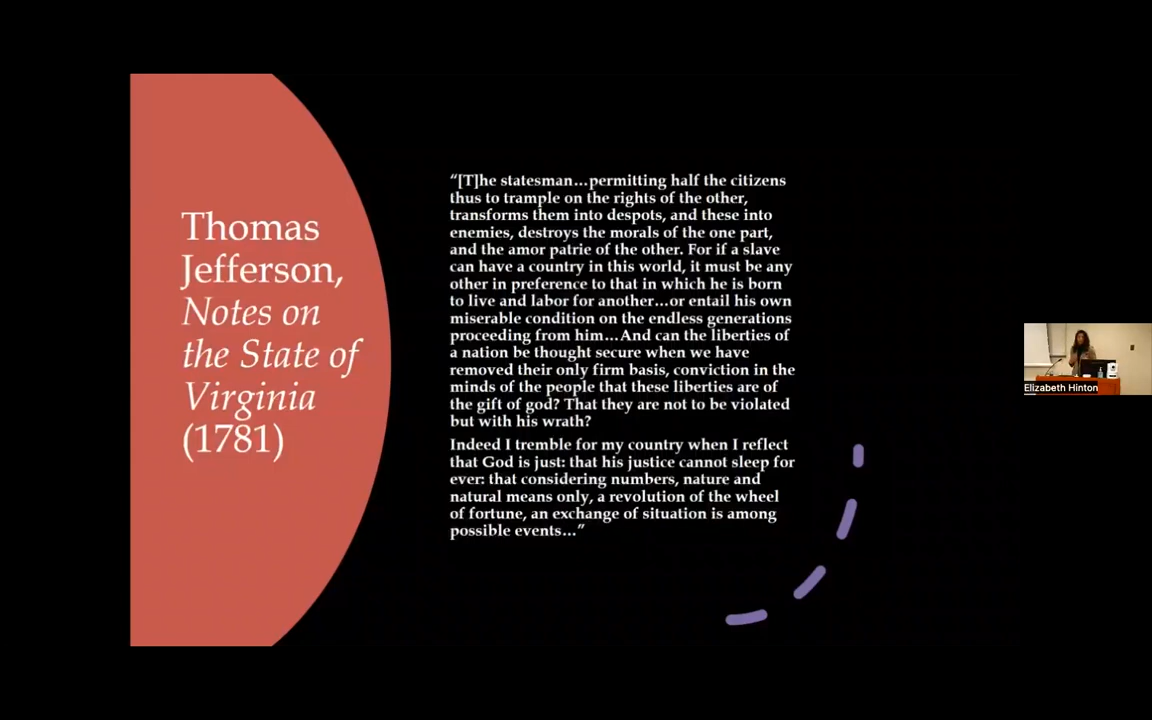 Thomas
Jefferson,
Notes on
the State of
Virginia
(1781)
“[T]he statesman…permitting half the citizens
thus to trample on the rights of the other,
transforms them into despots, and these into
enemies, destroys the morals of the one part,
and the amor patrie of the other. For if a slave
can have a country in this world, it must be any
other in preference to that in which he is born
to live and labor for another…or entail his own
miserable condition on the endless generations
proceeding from him…And can the liberties of
a nation be thought secure when we have
removed their only firm basis, conviction in the
minds of the people that these liberties are of
the gift of god? That they are not to be violated
but with his wrath?
Indeed I tremble for my country when I reflect
that God is just: that his justice cannot sleep for
ever: that considering numbers, nature and
natural means only, a revolution of the wheel
of fortune, an exchange of situation is among
possible events…”
Elizabeth Hinton